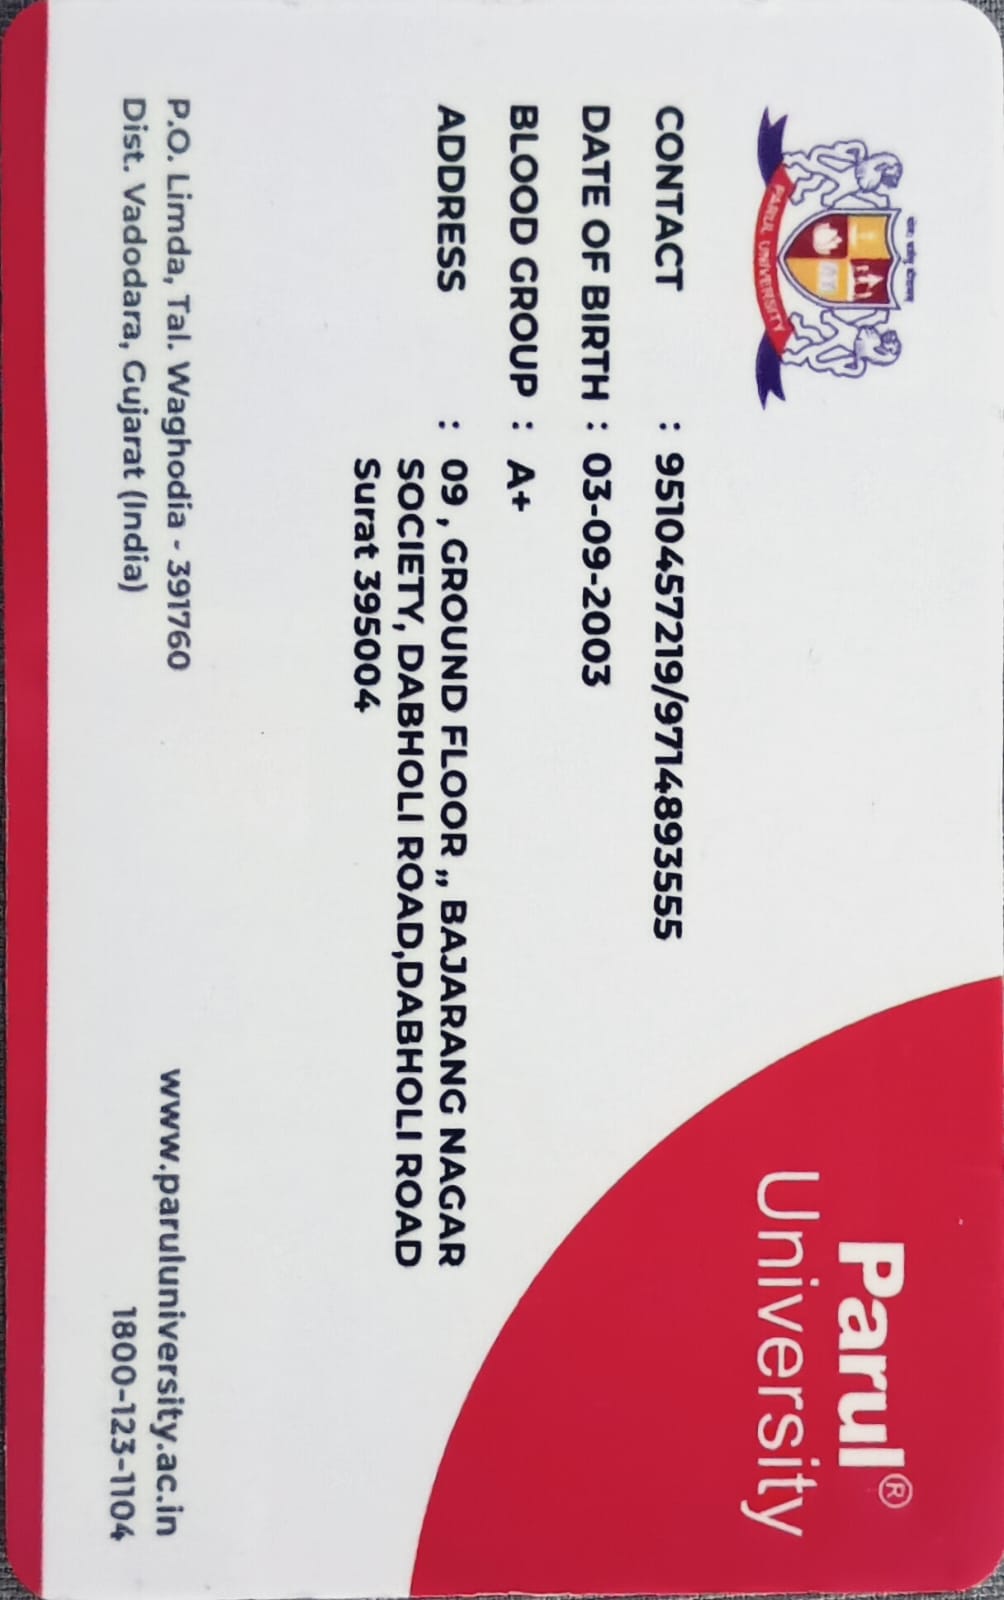 Parul®
University
PARUL UNIVERSITY
CONTACT : 9510457219/9714893555
DATE OF BIRTH : 03-09-2003
BLOOD GROUP : A+
ADDRESS : 09 , GROUND FLOOR ,, BAJARANG NAGAR
SOCIETY, DABHOLI ROAD,DABHOLI ROAD
Surat 395004
P.O. Limda, Tal. Waghodia - 391760
Dist. Vadodara, Gujarat (India)
www.paruluniversity.ac.in
1800-123-1104